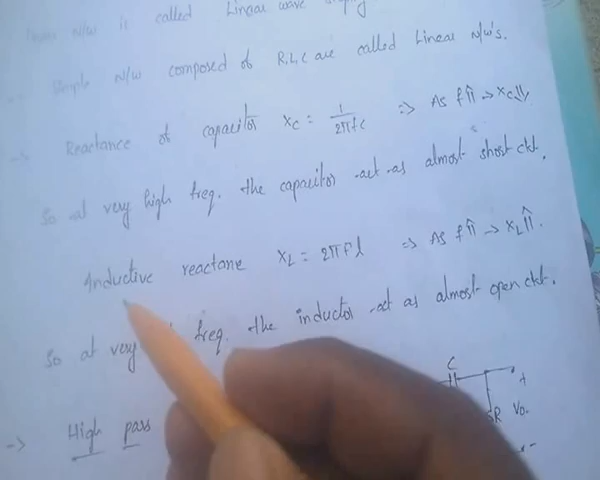 N/w is called Linear wave
-> Simple N/w composed of R,L,C are called Linear N/w's.
-> Reactance of capacitor Xc = 1/2πfc => As f⇑ -> Xc⇓
So at very high freq. the capacitor act as almost short ckt.
Inductive reactane XL = 2πfl => As f⇑ -> XL⇑.
So at very freq. the inductor act as almost open ckt.
-> High pass
C
+
R Vo.
-